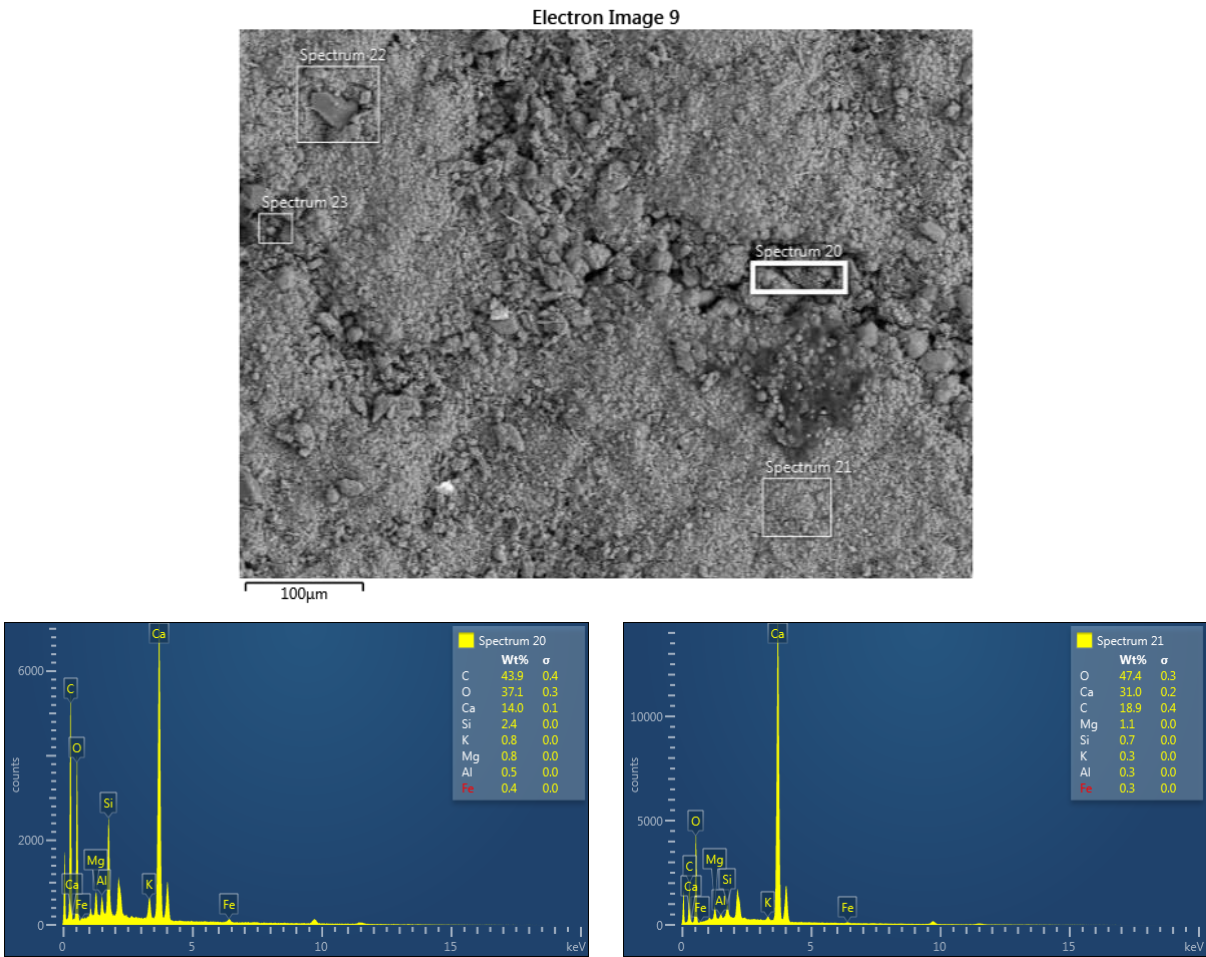 Electron Image 9
Spectrum 22
Spectrum 23
Spectrum 20
Spectrum 21
100µm
Spectrum 20
Wt% σ
C 43.9 0.4
O 37.1 0.3
Ca 14.0 0.1
Si 2.4 0.0
K 0.8 0.0
Mg 0.8 0.0
Al 0.5 0.0
Fe 0.4 0.0
Ca
C
O
Si
Mg
Al
Ca
Fe
K
Fe
6000
2000
0
counts
0 5 10 15 keV
Spectrum 21
Wt% σ
O 47.4 0.3
Ca 31.0 0.2
C 18.9 0.4
Mg 1.1 0.0
Si 0.7 0.0
K 0.3 0.0
Al 0.3 0.0
Fe 0.3 0.0
Ca
O
C
Mg
Ca
Si
Al
Fe
K
Fe
10000
5000
0
counts
0 5 10 15 keV